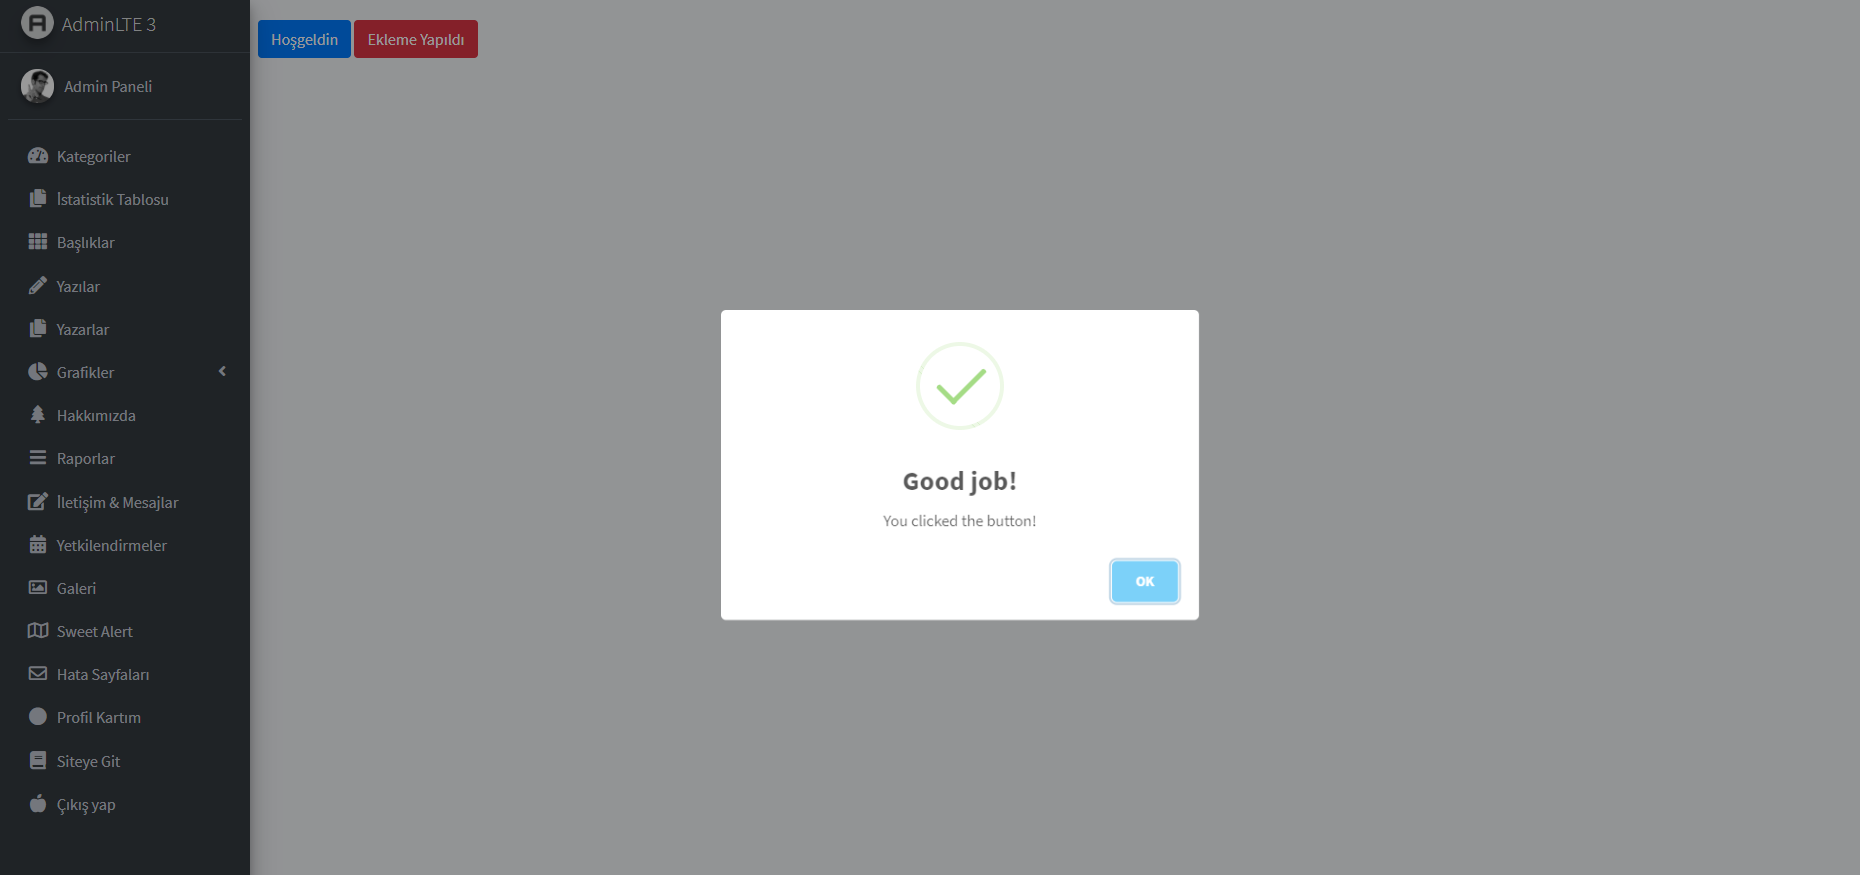 AdminLTE 3
Hoşgeldin
Ekleme Yapıldı
Admin Paneli
Kategoriler
İstatistik Tablosu
Başlıklar
Yazılar
Yazarlar
Grafikler
Hakkımızda
Raporlar
İletişim & Mesajlar
Yetkilendirmeler
Galeri
Sweet Alert
Hata Sayfaları
Profil Kartım
Siteye Git
Çıkış yap
Good job!
You clicked the button!
OK